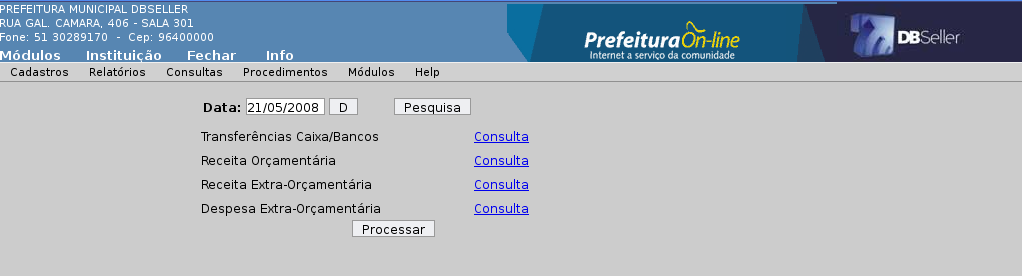 PREFEITURA MUNICIPAL DBSELLER
RUA GAL. CAMARA, 406 - SALA 301
Fone: 51 30289170 - Cep: 96400000
PrefeituraOn-line
Internet a serviço da comunidade
DBSeller
Módulos Instituição Fechar Info
Cadastros Relatórios Consultas Procedimentos Módulos Help
Data: 21/05/2008 D Pesquisa
Transferências Caixa/Bancos Consulta
Receita Orçamentária Consulta
Receita Extra-Orçamentária Consulta
Despesa Extra-Orçamentária Consulta
Processar